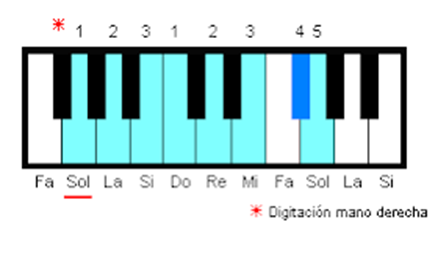 * 1 2 3 1 2 3 4 5
Fa Sol La Si Do Re Mi Fa Sol La Si
* Digitación mano derecha